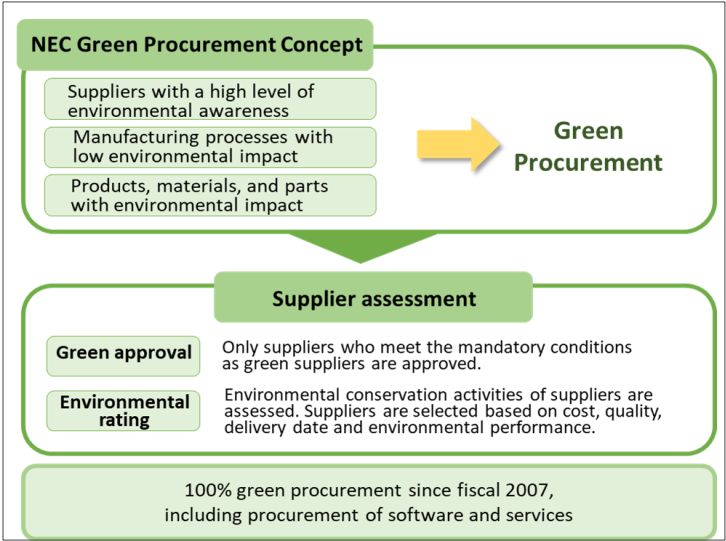 NEC Green Procurement Concept
Suppliers with a high level of
environmental awareness
Manufacturing processes with
low environmental impact
Products, materials, and parts
with environmental impact
Green
Procurement
Supplier assessment
Green approval
Only suppliers who meet the mandatory conditions
as green suppliers are approved.
Environmental
rating
Environmental conservation activities of suppliers are
assessed. Suppliers are selected based on cost, quality,
delivery date and environmental performance.
100% green procurement since fiscal 2007,
including procurement of software and services